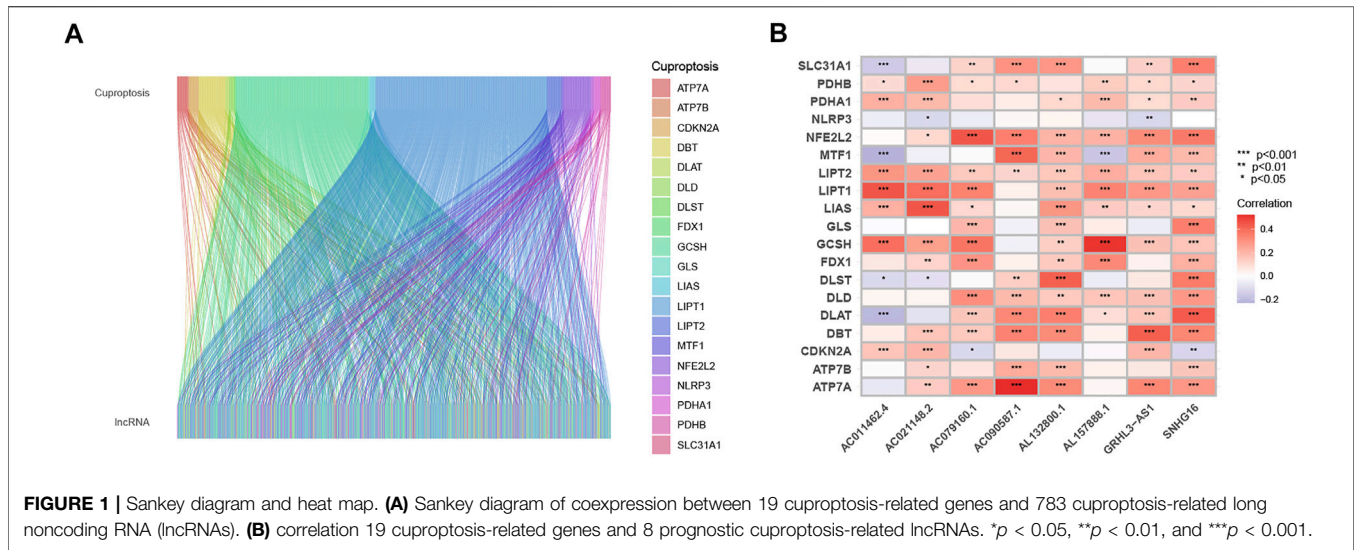 A
Cuproptosis
lncRNA
Cuproptosis
ATP7A
ATP7B
CDKN2A
DBT
DLAT
DLD
DLST
FDX1
GCSH
GLS
LIAS
LIPT1
LIPT2
MTF1
NFE2L2
NLRP3
PDHA1
PDHB
SLC31A1
B
SLC31A1 *** ** *** *** ** ***
PDHB * *** * * ** * *
PDHA1 *** *** * *** * **
NLRP3 * **
NFE2L2 * *** *** *** *** *** ***
MTF1 *** *** *** *** *** ***
LIPT2 *** *** ** ** *** *** *** **
LIPT1 *** *** *** *** *** *** ***
LIAS *** *** * *** ** * *
GLS *** *** ***
GCSH *** *** *** ** *** *** ***
FDX1 ** *** ** *** ***
DLST * * ** *** ***
DLD *** *** ** *** *** ***
DLAT *** *** *** *** * *** ***
DBT *** *** *** *** *** ***
CDKN2A *** *** * *** **
ATP7B * *** *** ***
ATP7A ** *** *** *** *** ***
AC011462.4
AC021148.2
AC079160.1
AC090587.1
AL132800.1
AL157888.1
GRHL3−AS1
SNHG16
*** p<0.001
** p<0.01
* p<0.05
Correlation
0.4
0.2
0.0
−0.2
FIGURE 1 | Sankey diagram and heat map. (A) Sankey diagram of coexpression between 19 cuproptosis-related genes and 783 cuproptosis-related long
noncoding RNA (lncRNAs). (B) correlation 19 cuproptosis-related genes and 8 prognostic cuproptosis-related lncRNAs. *p < 0.05, **p < 0.01, and ***p < 0.001.